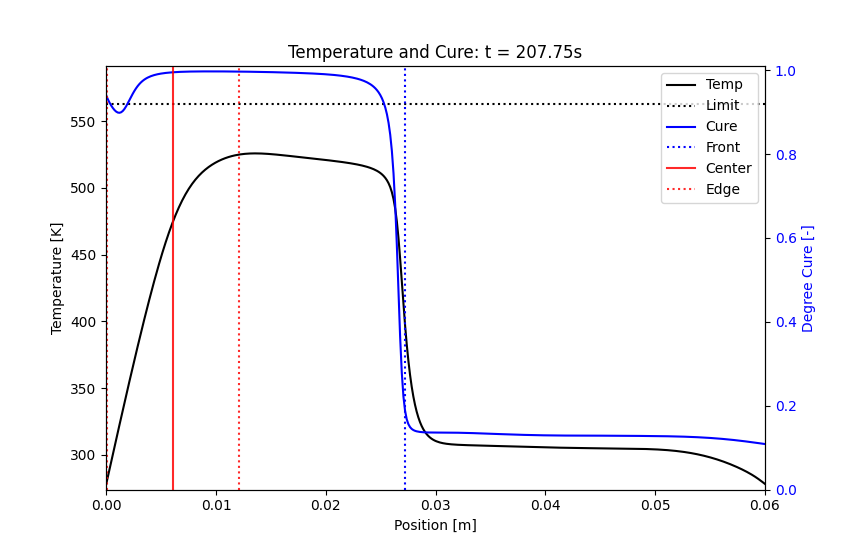 Temperature and Cure: t = 207.75s
Temperature [K]
550
500
450
400
350
300
1.0
0.8
0.6
0.4
0.2
0.0
Degree Cure [-]
Temp
Limit
Cure
Front
Center
Edge
0.00 0.01 0.02 0.03 0.04 0.05 0.06
Position [m]